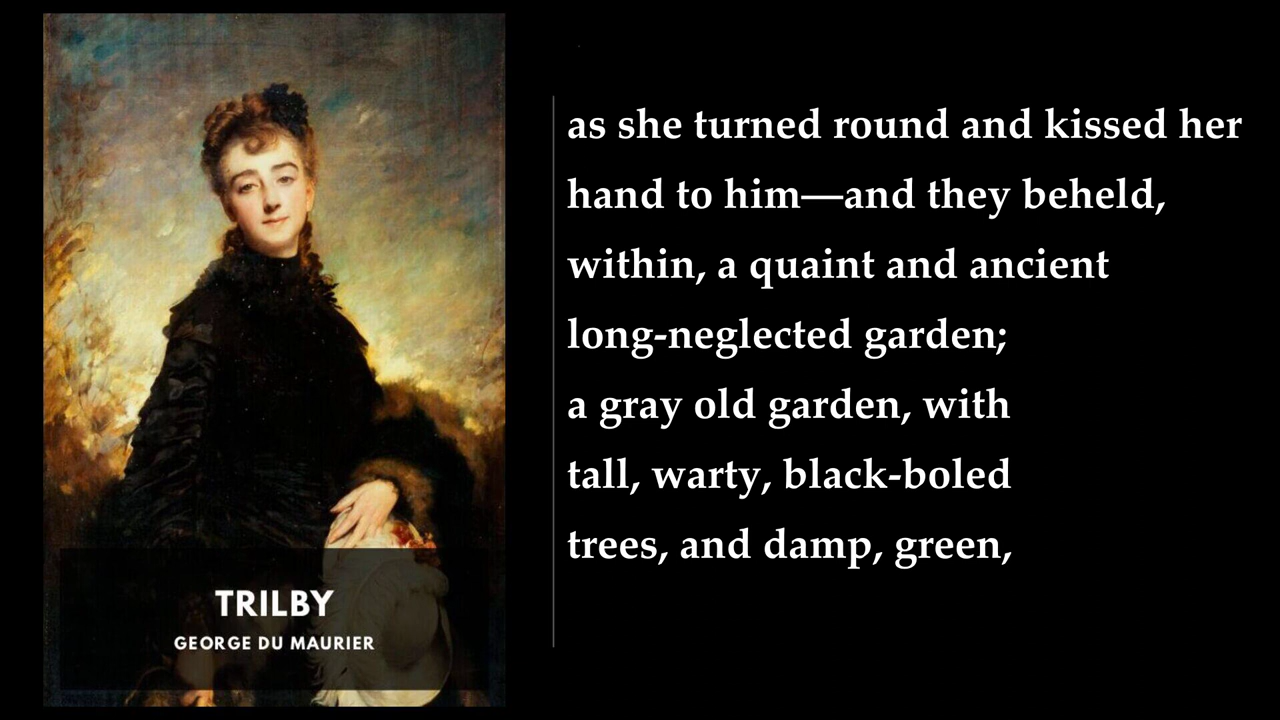 TRILBY
GEORGE DU MAURIER
as she turned round and kissed her
hand to him—and they beheld,
within, a quaint and ancient
long-neglected garden;
a gray old garden, with
tall, warty, black-boled
trees, and damp, green,